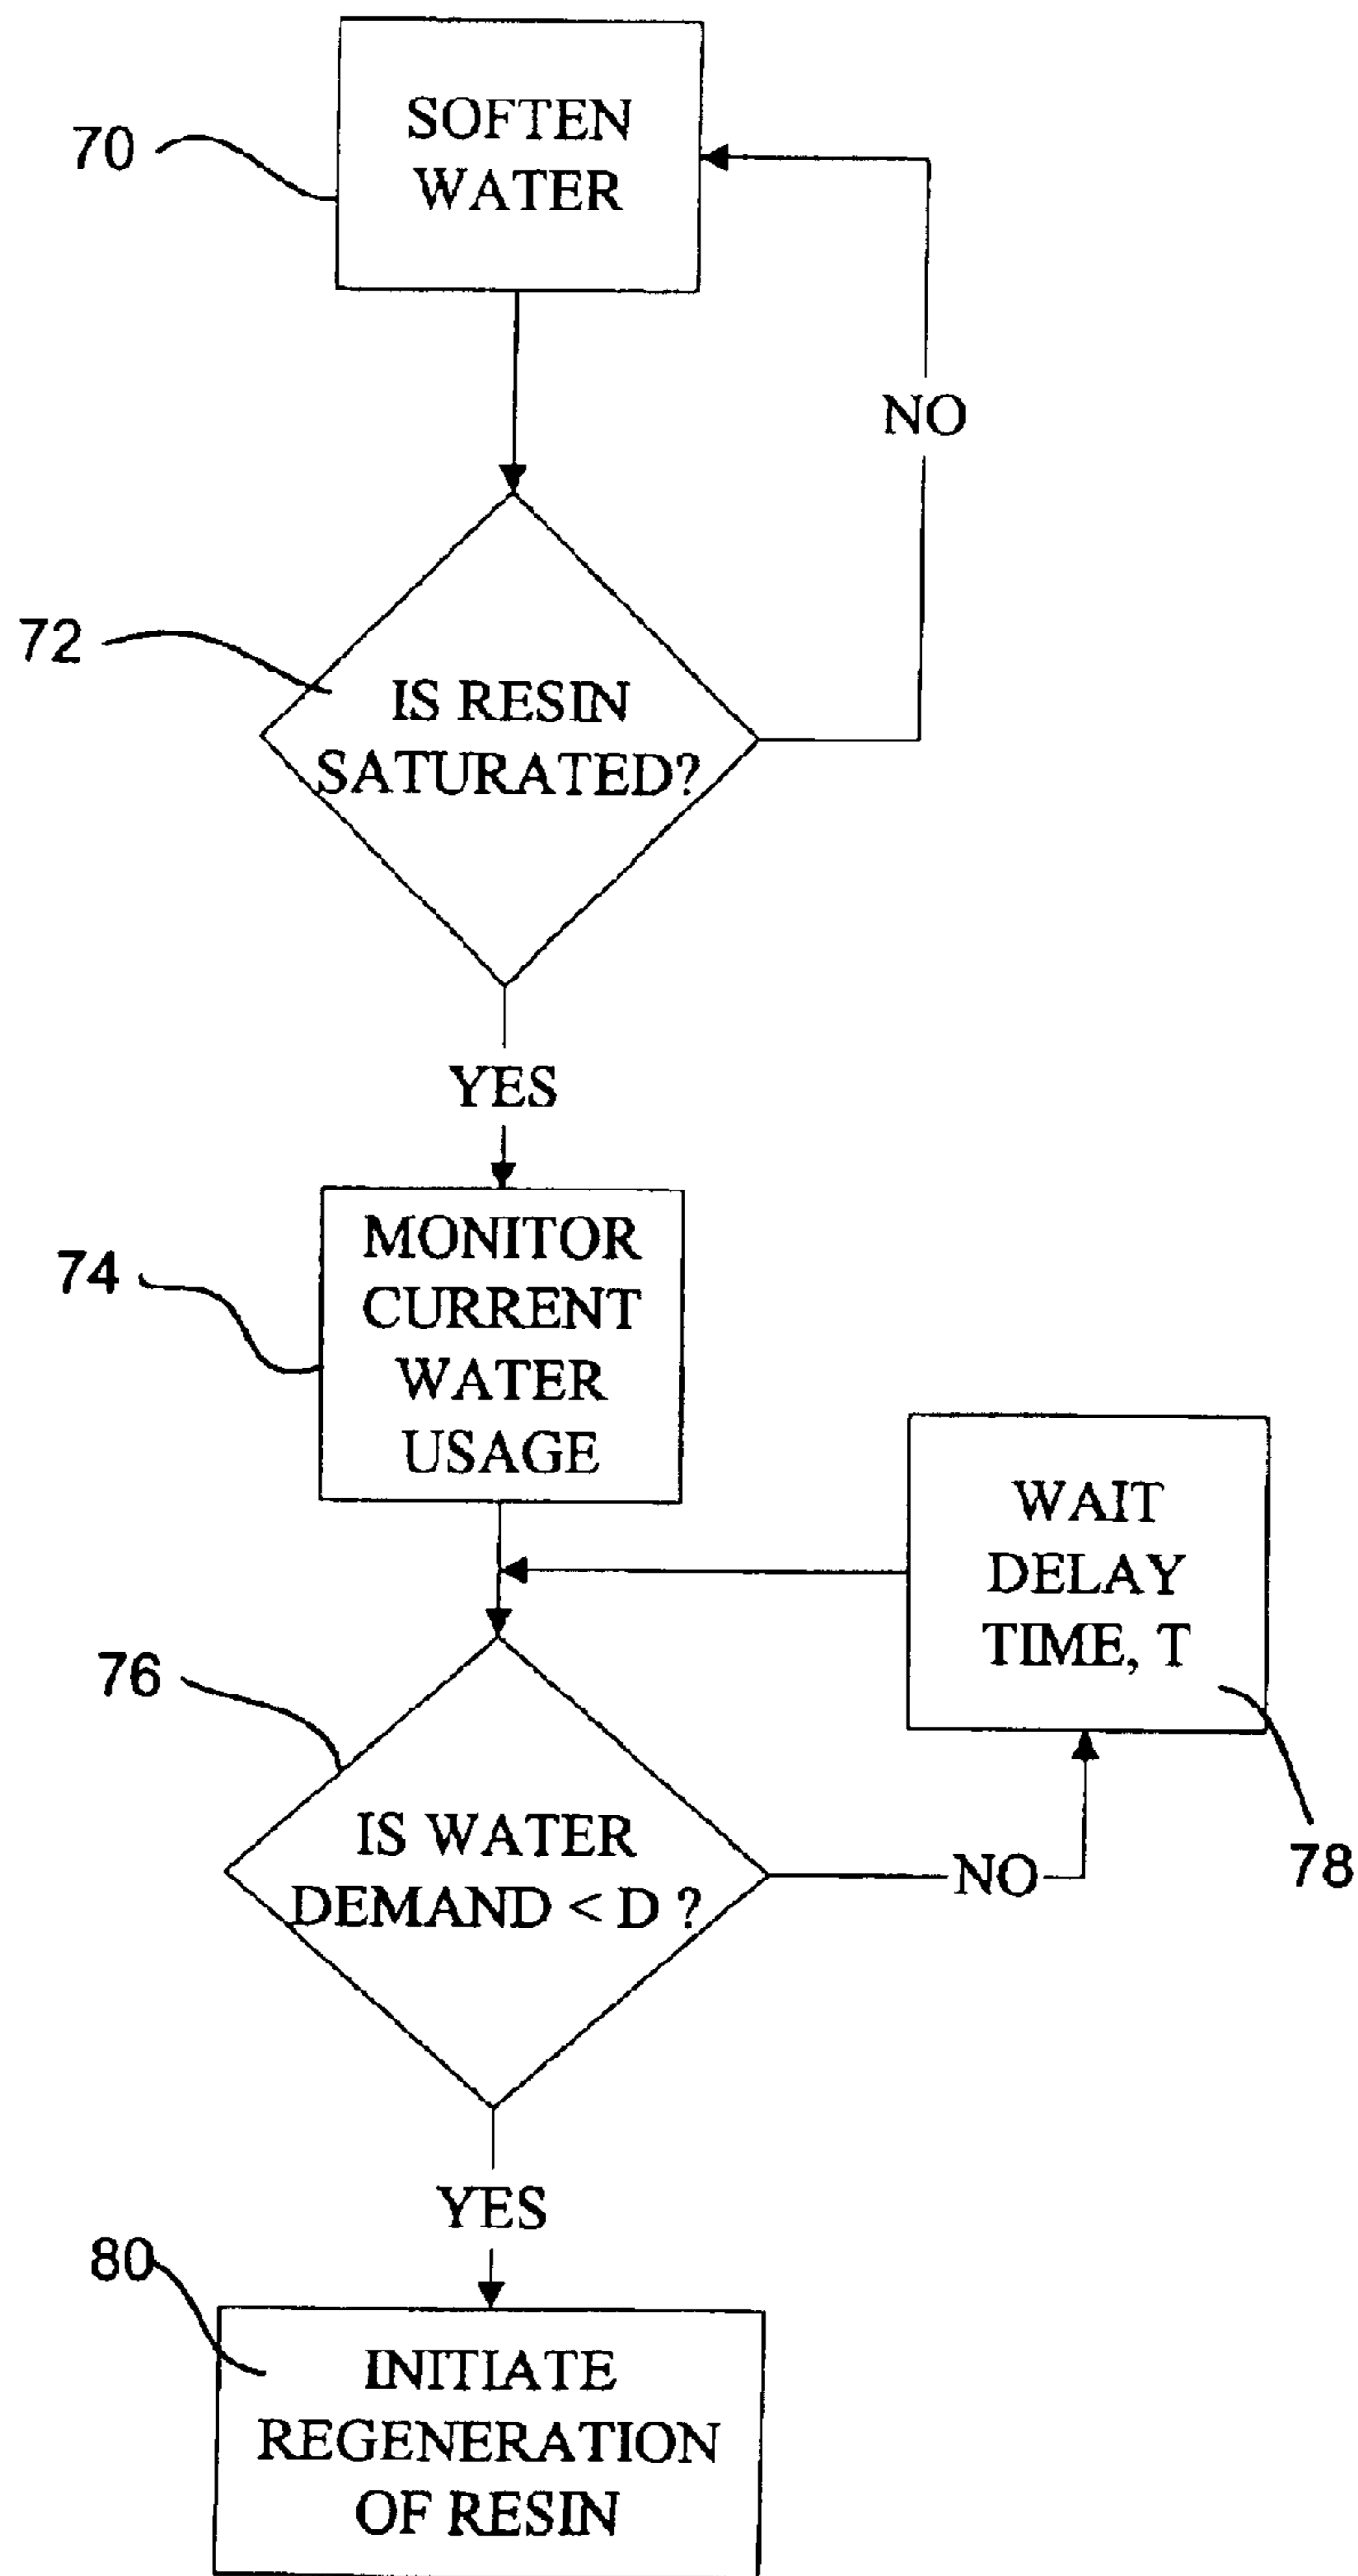 70
SOFTEN
WATER
NO
72
IS RESIN
SATURATED?
YES
74
MONITOR
CURRENT
WATER
USAGE
WAIT
DELAY
TIME, T
78
76
IS WATER
DEMAND < D ?
NO
YES
80
INITIATE
REGENERATION
OF RESIN